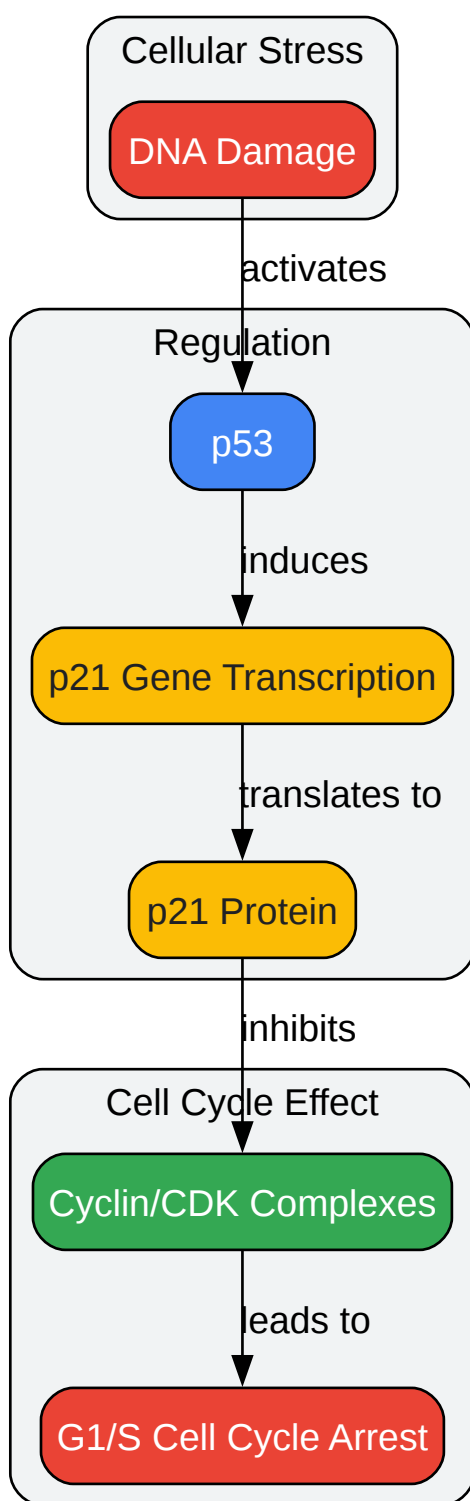 Cellular Stress
DNA Damage
activates
Regulation
p53
induces
p21 Gene Transcription
translates to
p21 Protein
inhibits
Cell Cycle Effect
Cyclin/CDK Complexes
leads to
G1/S Cell Cycle Arrest